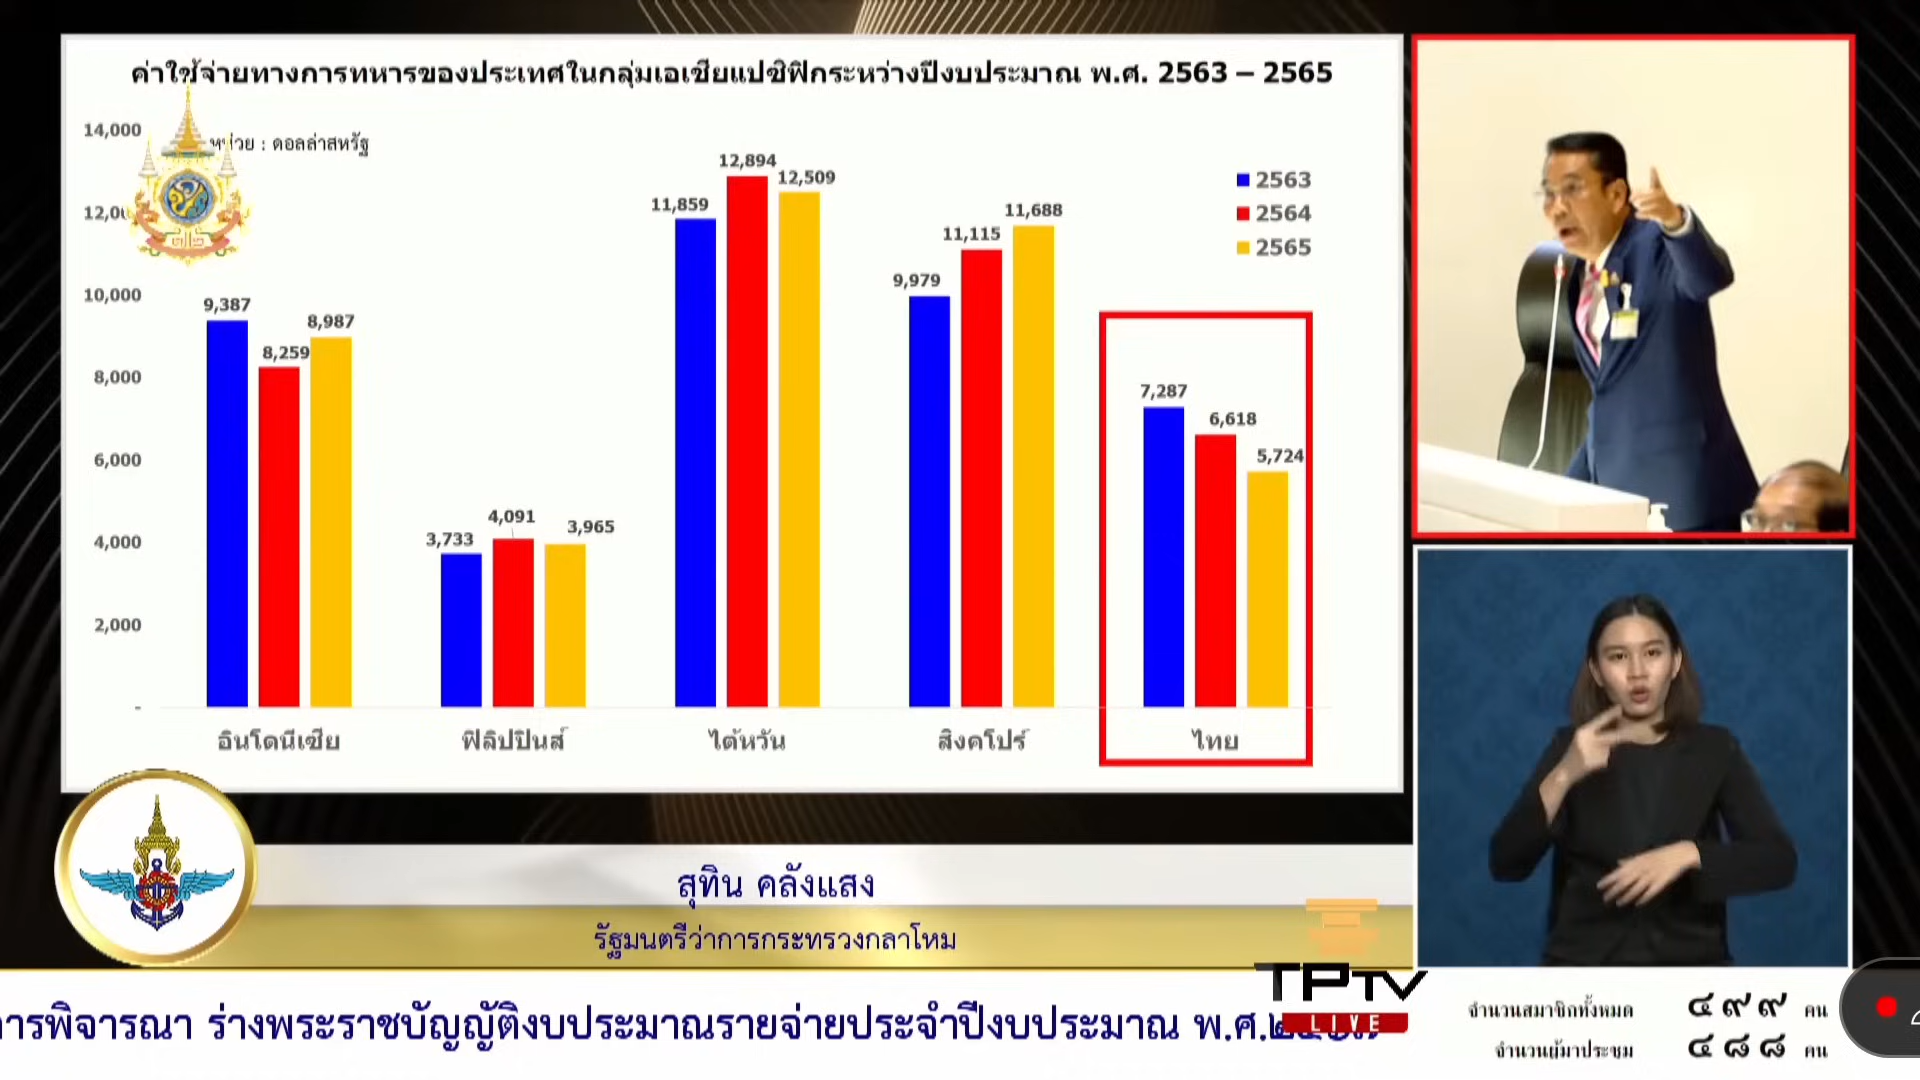 ค่าใช้จ่ายทางการทหารของประเทศในกลุ่มเอเชียแปซิฟิกระหว่างปีงบประมาณ พ.ศ. 2563 – 2565
หน่วย : ดอลล่าสหรัฐ
14,000
10,000
8,000
6,000
4,000
2,000
-
2563
2564
2565
9,387
8,259
8,987
3,733
4,091
3,965
11,859
12,894
12,509
9,979
11,115
11,688
7,287
6,618
5,724
อินโดนีเซีย
ฟิลิปปินส์
ไต้หวัน
สิงคโปร์
ไทย
สุทิน คลังแสง
รัฐมนตรีว่าการกระทรวงกลาโหม
การพิจารณา ร่างพระราชบัญญัติงบประมาณรายจ่ายประจำปีงบประมาณ พ.ศ.
TPTV
LIVE
จำนวนสมาชิกทั้งหมด ๔๙๙ คน
จำนวนผู้มาประชุม ๔๘๘ คน